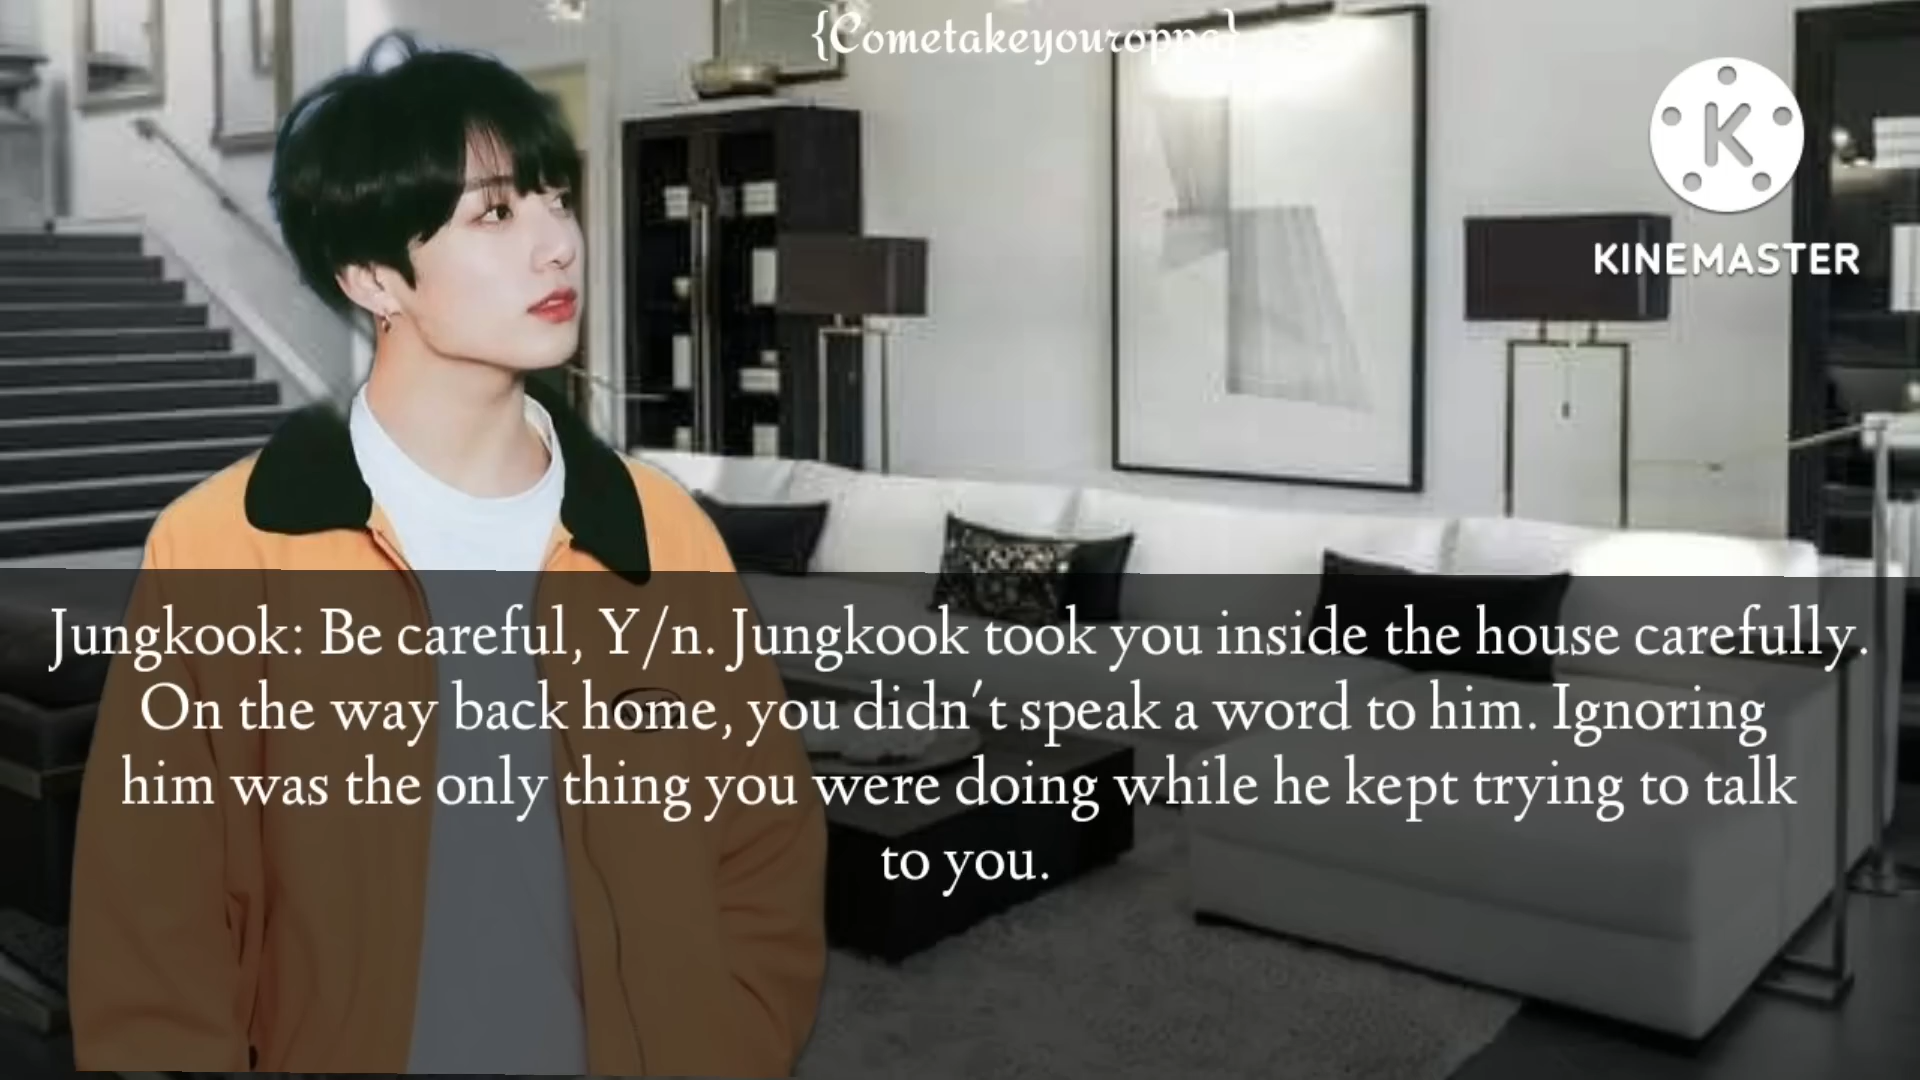 {Cometakeyouroppa}
K
KINEMASTER
Jungkook: Be careful, Y/n. Jungkook took you inside the house carefully.
On the way back home, you didn't speak a word to him. Ignoring
him was the only thing you were doing while he kept trying to talk
to you.